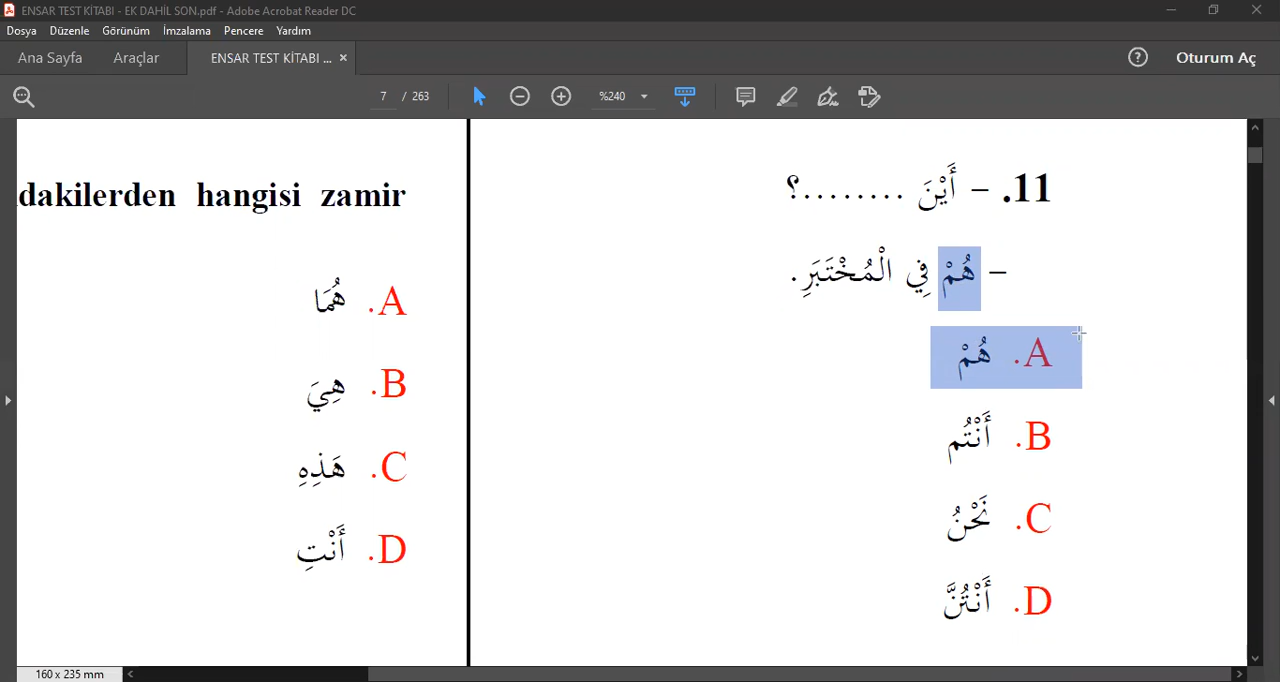 ENSAR TEST KİTABI - EK DAHİL SON.pdf - Adobe Acrobat Reader DC
Dosya Düzenle Görünüm İmzalama Pencere Yardım
Ana Sayfa Araçlar ENSAR TEST KİTABI ... × Oturum Aç
7 / 263 %240
dakilerden hangisi zamir
A. هُمَا
B. هِيَ
C. هَذِهِ
D. أَنْتِ
11. – أَيْنَ ........؟
– هُمْ فِي الْمُخْتَبَرِ.
A. هُمْ
B. أَنْتُم
C. نَحْنُ
D. أَنْتُنَّ
160 x 235 mm